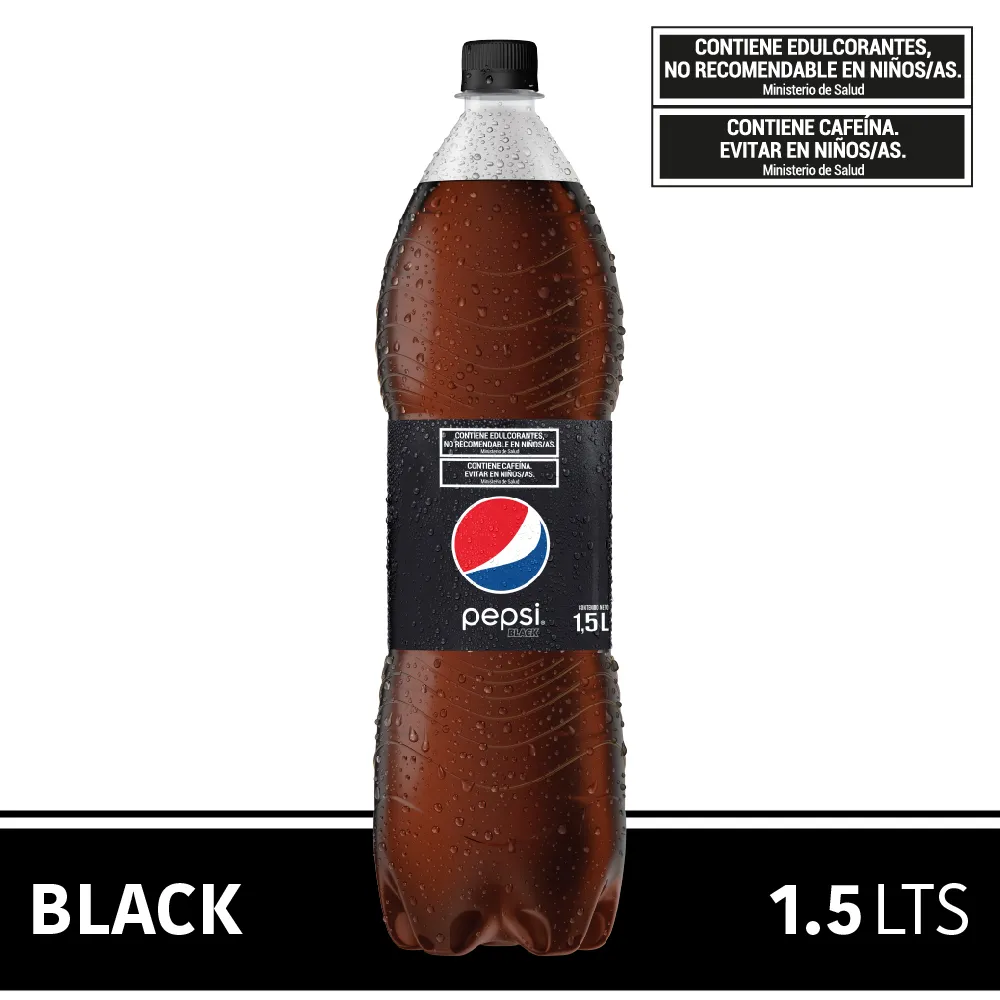 CONTIENE EDULCORANTES,
NO RECOMENDABLE EN NIÑOS/AS.
Ministerio de Salud
CONTIENE CAFEÍNA.
EVITAR EN NIÑOS/AS.
Ministerio de Salud
CONTIENE EDULCORANTES,
NO RECOMENDABLE EN NIÑOS/AS.
Ministerio de Salud
CONTIENE CAFEÍNA.
EVITAR EN NIÑOS/AS.
Ministerio de Salud
pepsi
BLACK
CONTENIDO NETO
1,5 L
BLACK
1.5 LTS